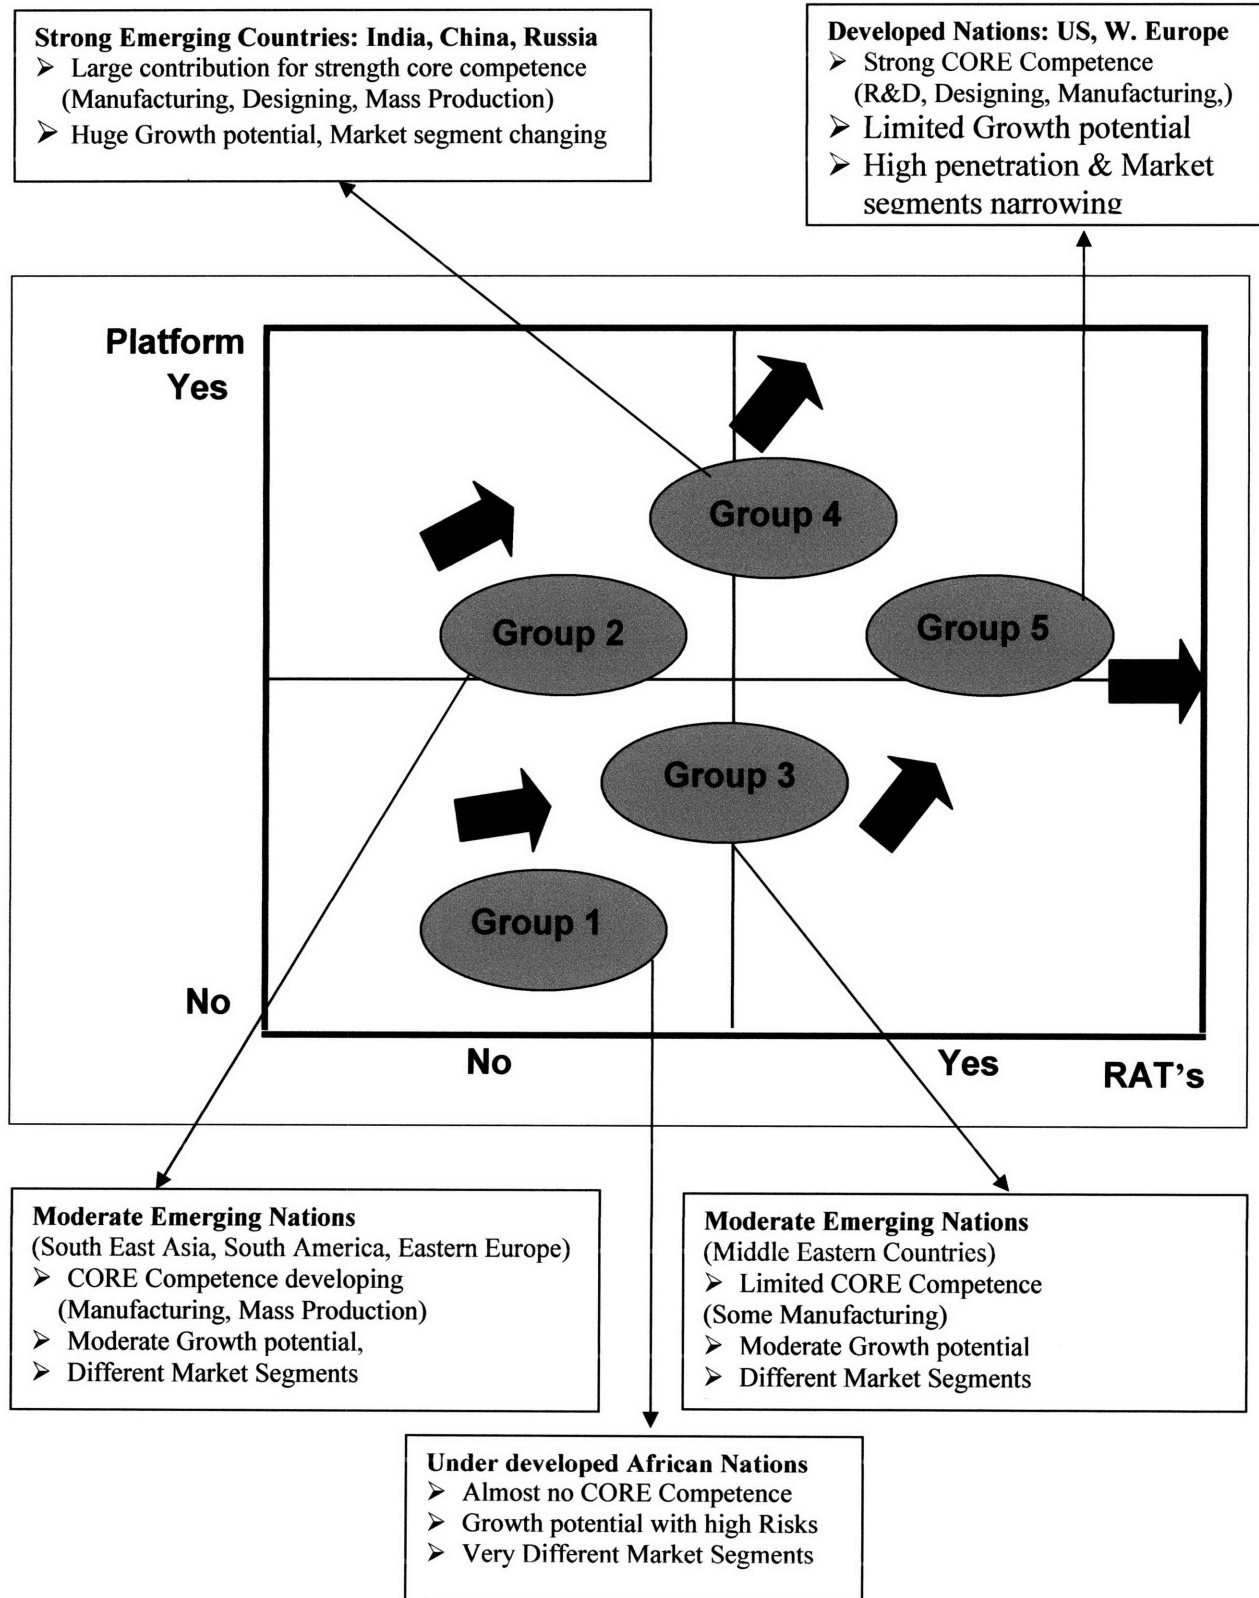 Strong Emerging Countries: India, China, Russia
➢ Large contribution for strength core competence
(Manufacturing, Designing, Mass Production)
➢ Huge Growth potential, Market segment changing
Developed Nations: US, W. Europe
➢ Strong CORE Competence
(R&D, Designing, Manufacturing,)
➢ Limited Growth potential
➢ High penetration & Market
segments narrowing
Platform
Yes
Group 4
Group 2
Group 5
Group 3
Group 1
No
No
Yes
RAT's
Moderate Emerging Nations
(South East Asia, South America, Eastern Europe)
➢ CORE Competence developing
(Manufacturing, Mass Production)
➢ Moderate Growth potential,
➢ Different Market Segments
Moderate Emerging Nations
(Middle Eastern Countries)
➢ Limited CORE Competence
(Some Manufacturing)
➢ Moderate Growth potential
➢ Different Market Segments
Under developed African Nations
➢ Almost no CORE Competence
➢ Growth potential with high Risks
➢ Very Different Market Segments